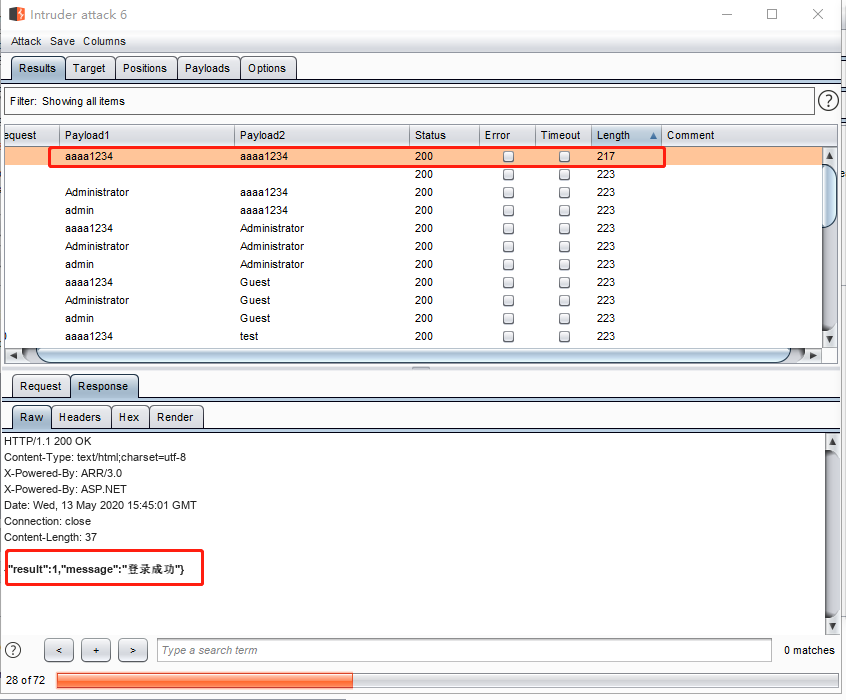 Intruder attack 6
Attack Save Columns
Results Target Positions Payloads Options
Filter: Showing all items ?
equest Payload1 Payload2 Status Error Timeout Length Comment
aaaa1234 aaaa1234 200 217
200 223
Administrator aaaa1234 200 223
admin aaaa1234 200 223
aaaa1234 Administrator 200 223
Administrator Administrator 200 223
admin Administrator 200 223
aaaa1234 Guest 200 223
Administrator Guest 200 223
admin Guest 200 223
aaaa1234 test 200 223
Request Response
Raw Headers Hex Render
HTTP/1.1 200 OK
Content-Type: text/html;charset=utf-8
X-Powered-By: ARR/3.0
X-Powered-By: ASP.NET
Date: Wed, 13 May 2020 15:45:01 GMT
Connection: close
Content-Length: 37
"result":1,"message":"登录成功"}
? < + > Type a search term 0 matches
28 of 72